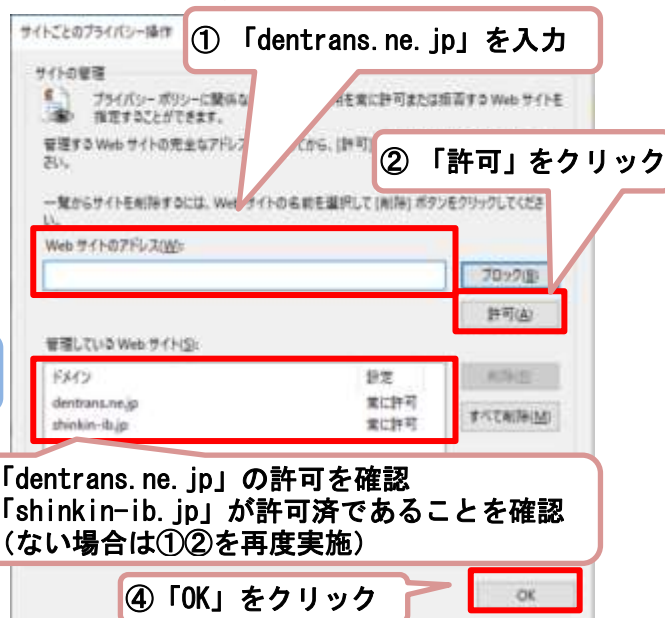 サイトごとのプライバシー操作
① 「dentrans.ne.jp」を入力
サイトの管理
プライバシー ポリシーに関係な
を常に許可または拒否する Web サイトを
指定することができます。
管理する Web サイトの完全なアドレス
てから、[許可]
さい。
② 「許可」をクリック
一覧からサイトを削除するには、Web サイトの名前を選択して [削除] ボタンをクリックしてくださ
い。
Web サイトのアドレス(W):
ブロック(B)
許可(A)
管理している Web サイト(S):
ドメイン 設定
削除(R)
dentrans.ne.jp 常に許可
shinkin-ib.jp 常に許可
すべて削除(M)
「dentrans.ne.jp」の許可を確認
「shinkin-ib.jp」が許可済であることを確認
(ない場合は①②を再度実施)
④「OK」をクリック
OK